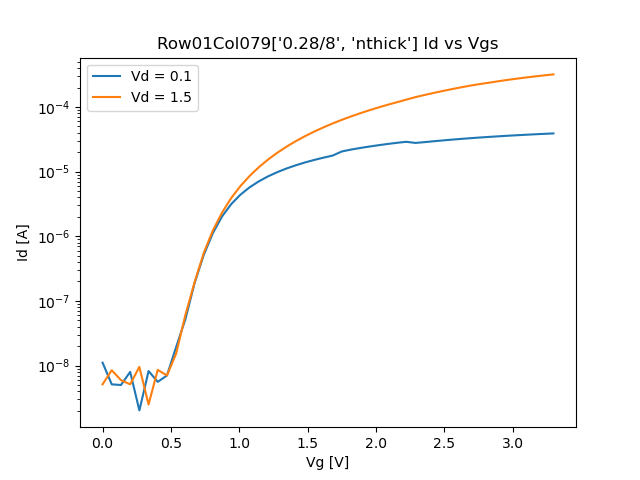 Row01Col079['0.28/8', 'nthick'] Id vs Vgs
Vd = 0.1
Vd = 1.5
Id [A]
10^-4
10^-5
10^-6
10^-7
10^-8
0.0 0.5 1.0 1.5 2.0 2.5 3.0
Vg [V]